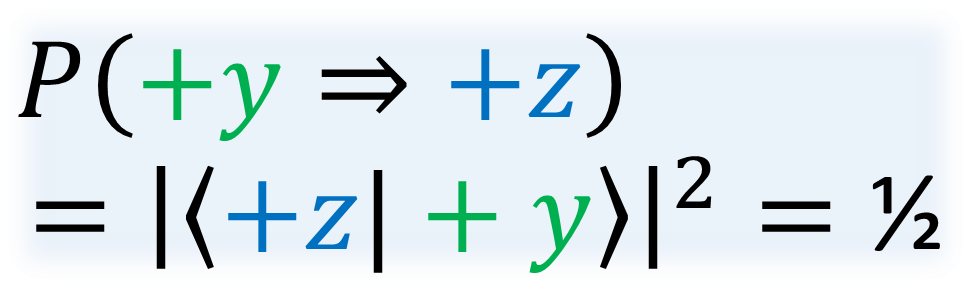 P(+y ⇒ +z)
= |⟨+z| + y⟩|² = ½